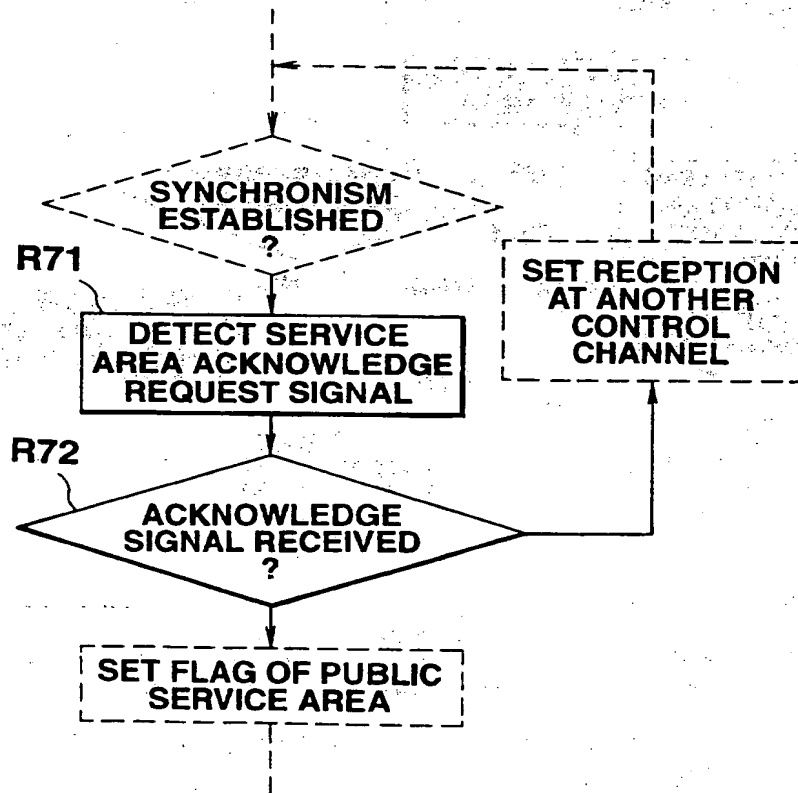 SYNCHRONISM
ESTABLISHED
?
R71
DETECT SERVICE
AREA ACKNOWLEDGE
REQUEST SIGNAL
SET RECEPTION
AT ANOTHER
CONTROL
CHANNEL
R72
ACKNOWLEDGE
SIGNAL RECEIVED
?
SET FLAG OF PUBLIC
SERVICE AREA